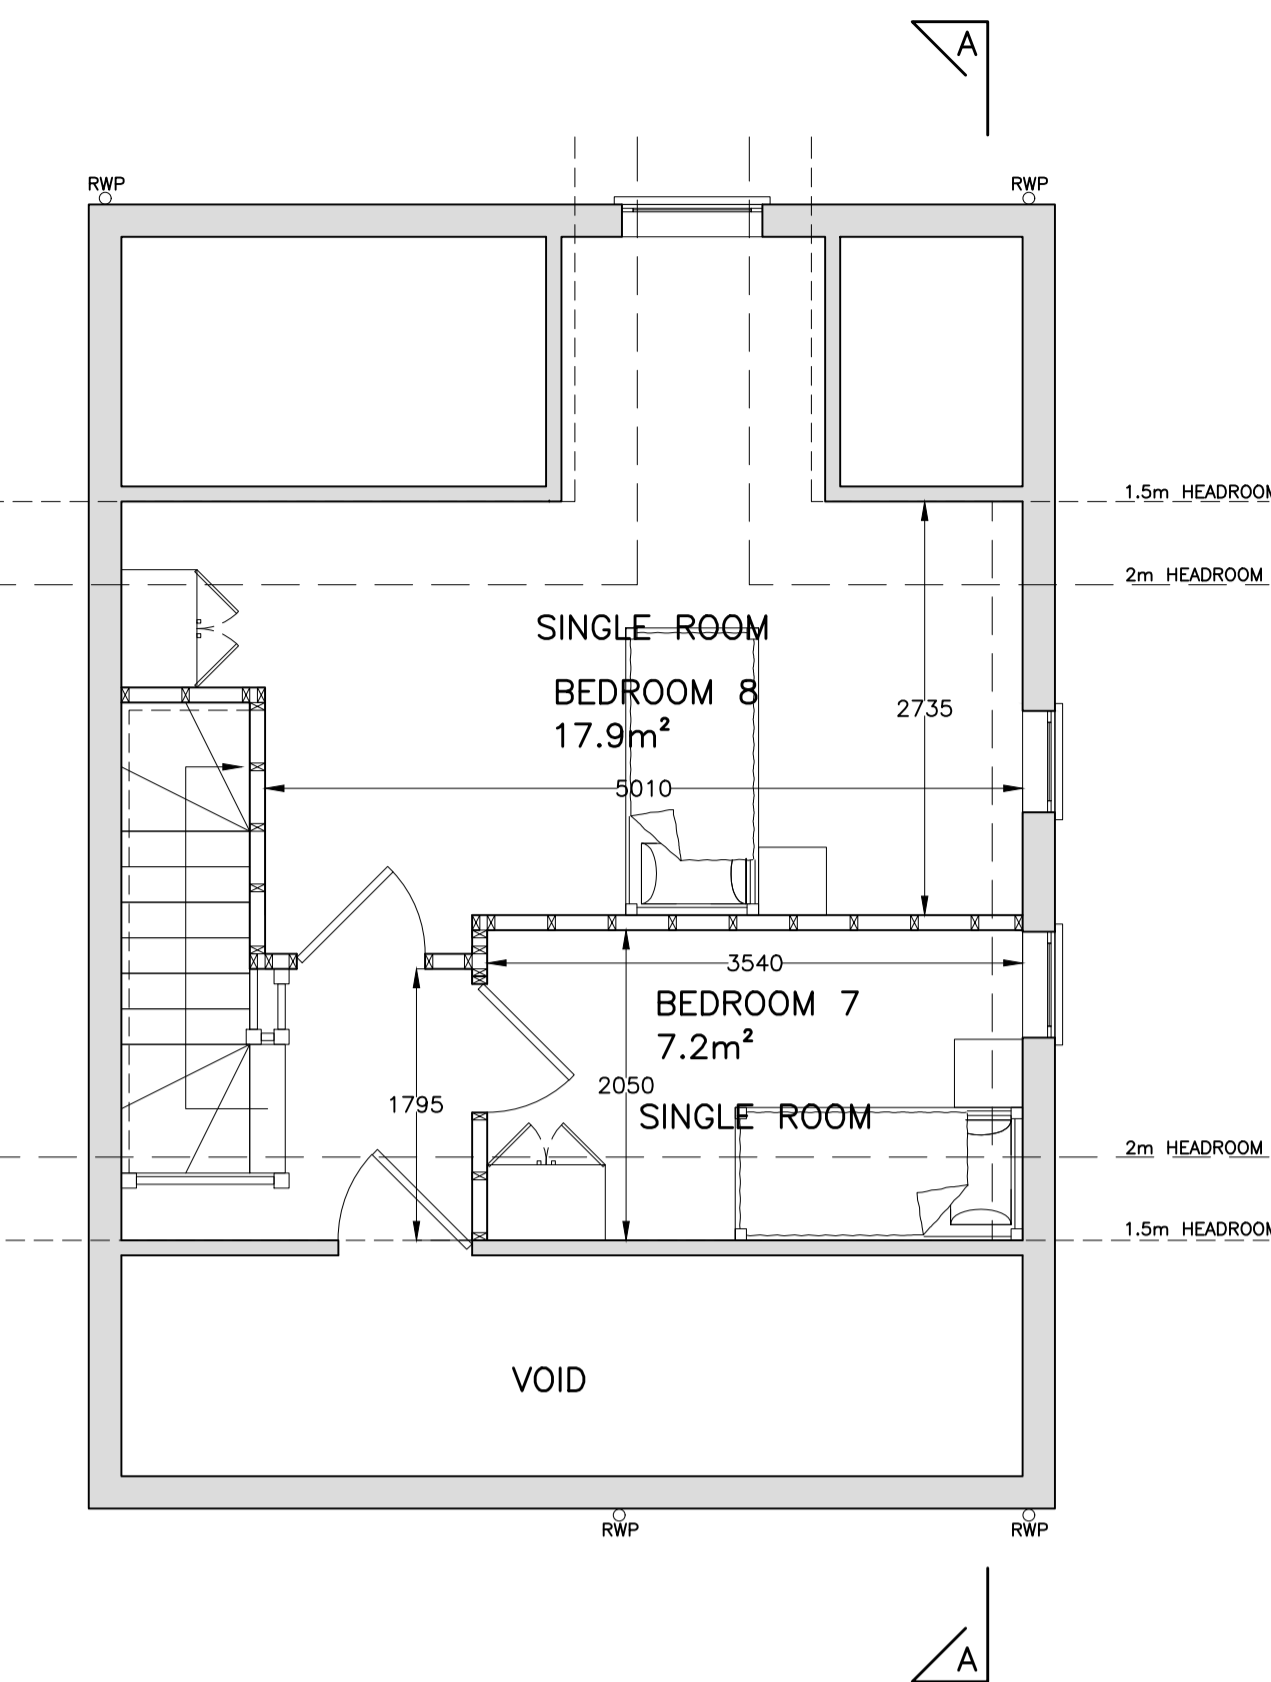 A
RWP
RWP
1.5m HEADROOM
2m HEADROOM
SINGLE ROOM
BEDROOM 8
17.9m²
2735
5010
3540
BEDROOM 7
7.2m²
2050
1795
SINGLE ROOM
2m HEADROOM
1.5m HEADROOM
VOID
RWP
RWP
A